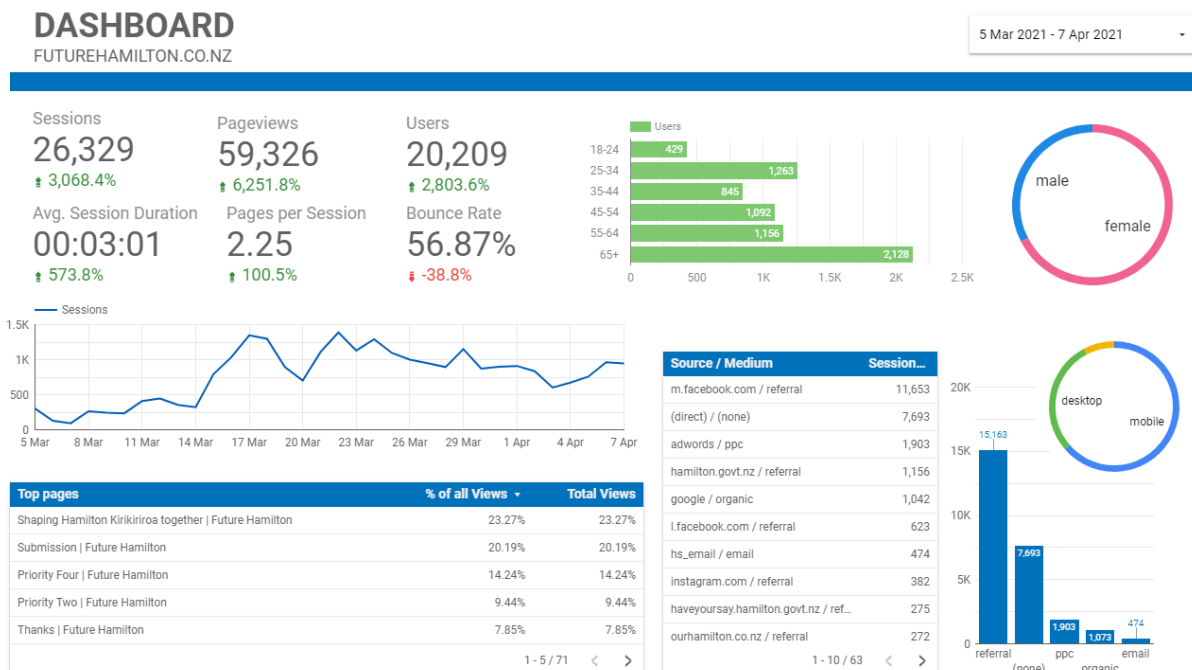 DASHBOARD
FUTUREHAMILTON.CO.NZ
5 Mar 2021 - 7 Apr 2021
Sessions
26,329
3,068.4%
Pageviews
59,326
6,251.8%
Users
20,209
2,803.6%
Avg. Session Duration
00:03:01
573.8%
Pages per Session
2.25
100.5%
Bounce Rate
56.87%
-38.8%
Users
18-24 429
25-34 1,263
35-44 845
45-54 1,092
55-64 1,156
65+ 2,128
0 500 1K 1.5K 2K 2.5K
male
female
Sessions
1.5K
1K
500
0
5 Mar 8 Mar 11 Mar 14 Mar 17 Mar 20 Mar 23 Mar 26 Mar 29 Mar 1 Apr 4 Apr 7 Apr
Top pages % of all Views Total Views
Shaping Hamilton Kirikiriroa together | Future Hamilton 23.27% 23.27%
Submission | Future Hamilton 20.19% 20.19%
Priority Four | Future Hamilton 14.24% 14.24%
Priority Two | Future Hamilton 9.44% 9.44%
Thanks | Future Hamilton 7.85% 7.85%
1 - 5 / 71
Source / Medium Session...
m.facebook.com / referral 11,653
(direct) / (none) 7,693
adwords / ppc 1,903
hamilton.govt.nz / referral 1,156
google / organic 1,042
l.facebook.com / referral 623
hs_email / email 474
instagram.com / referral 382
haveyoursay.hamilton.govt.nz / ref... 275
ourhamilton.co.nz / referral 272
1 - 10 / 63
desktop
mobile
20K
15K
10K
5K
0
15,163
7,693
1,903
1,073
474
referral (none) ppc organic email